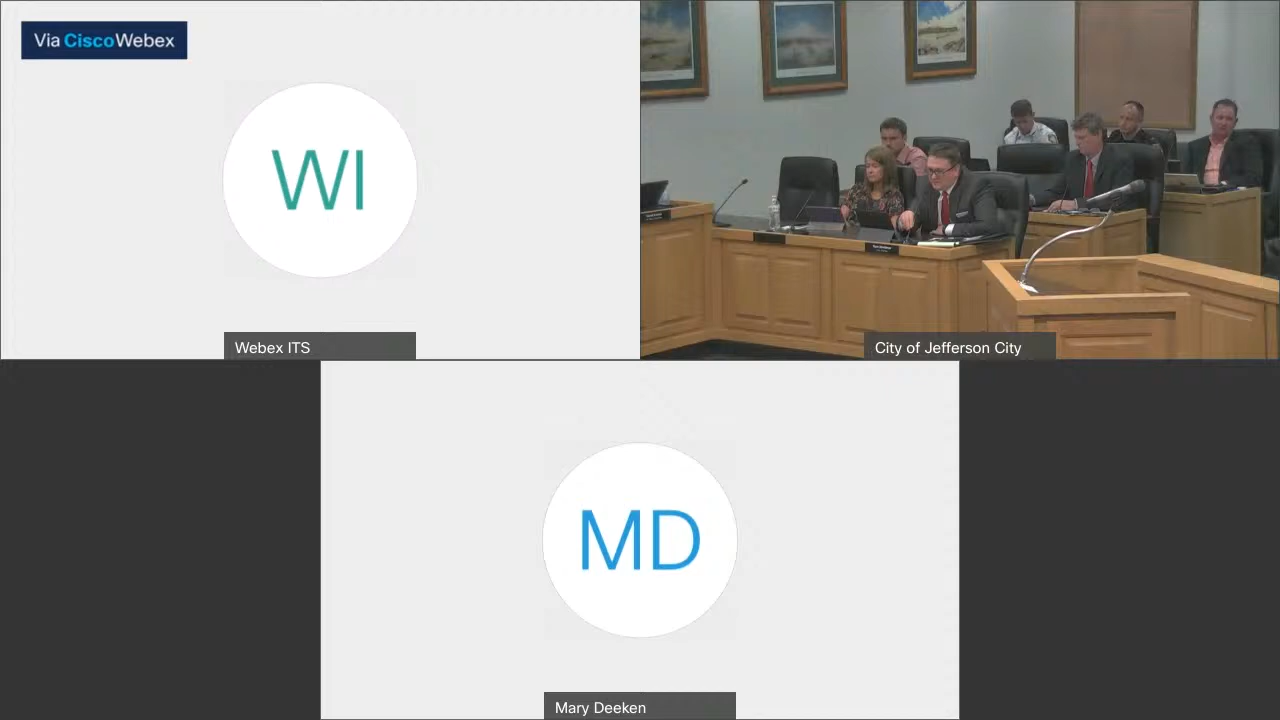 Via CiscoWebex
WI
Webex ITS
City of Jefferson City
MD
Mary Deeken